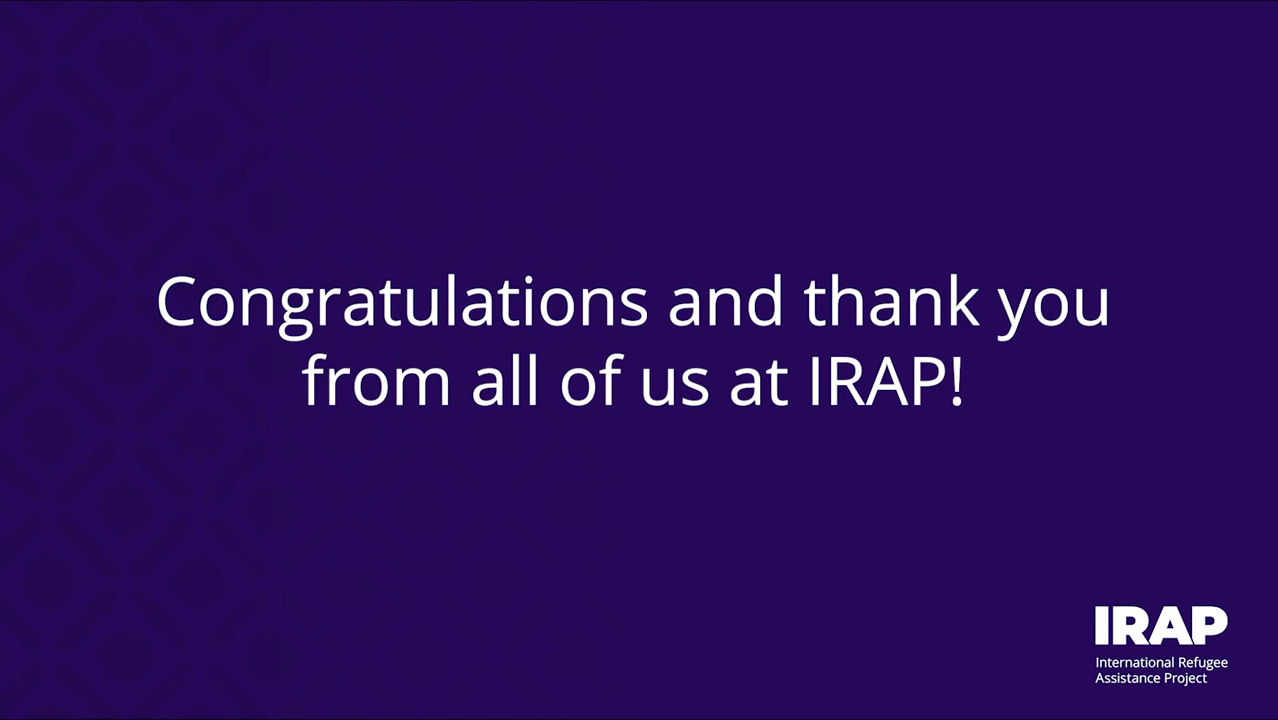 Congratulations and thank you
from all of us at IRAP!
IRAP
International Refugee
Assistance Project